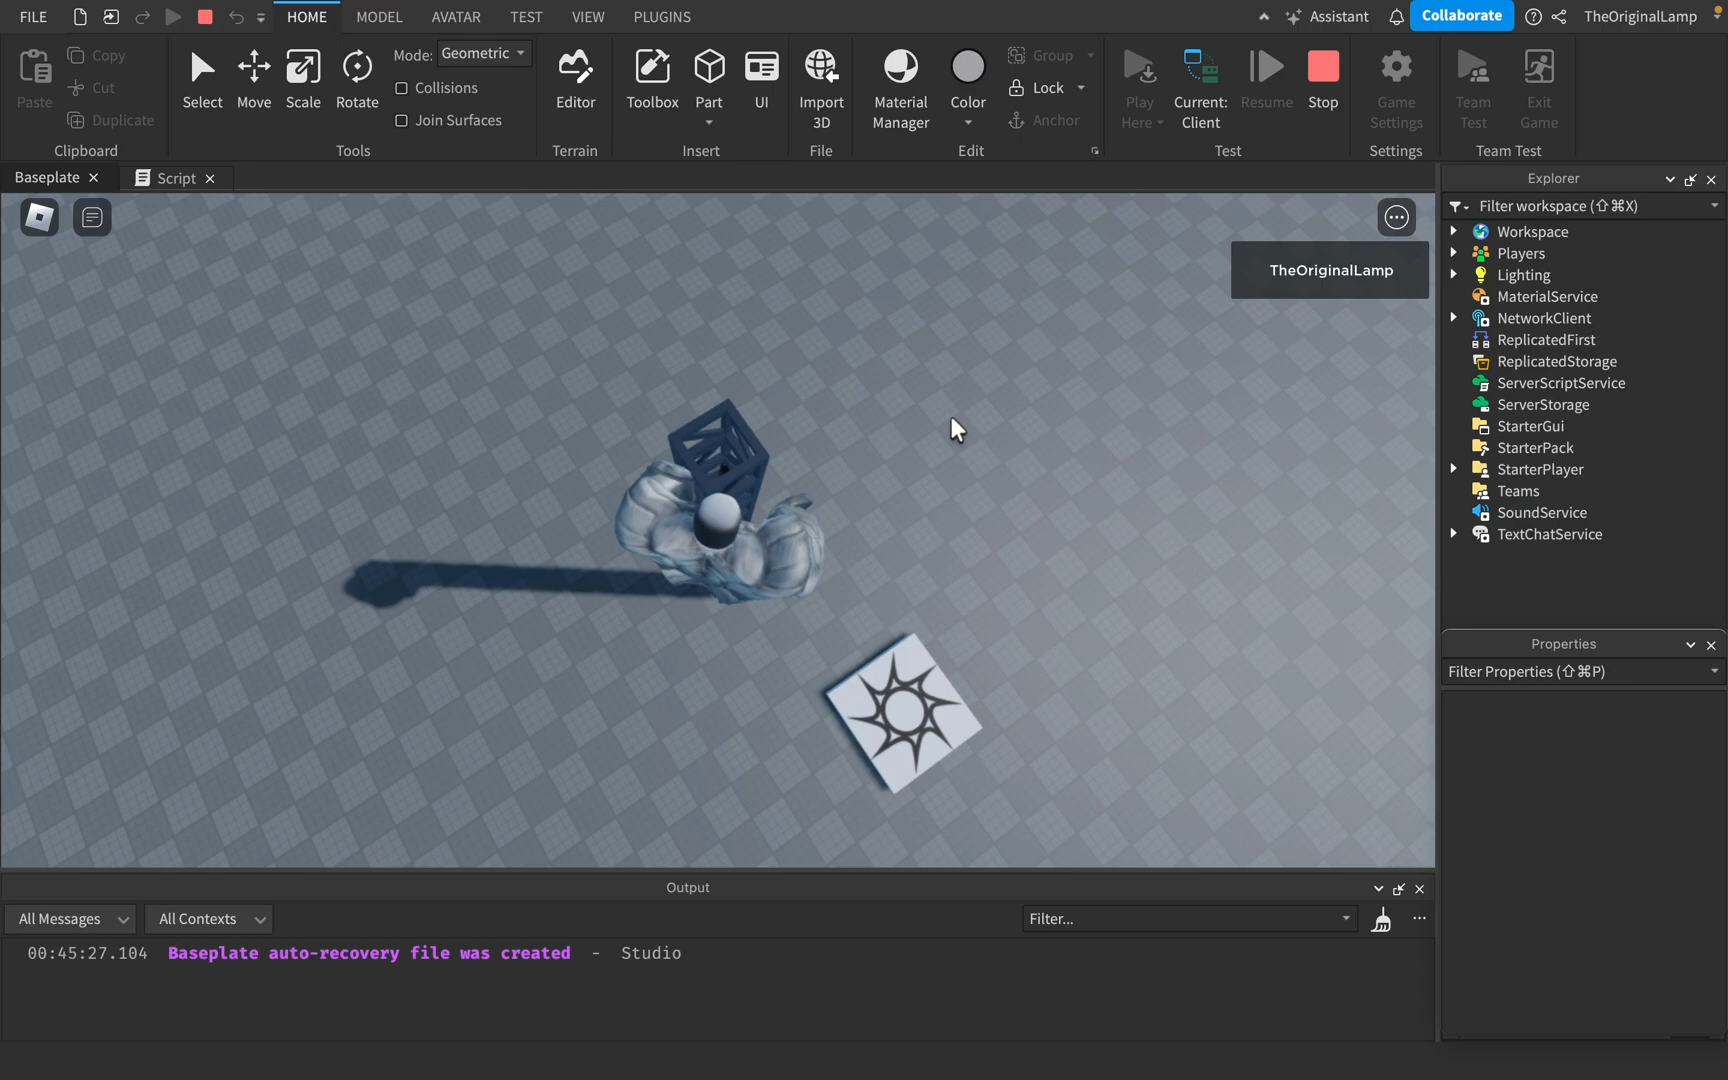 FILE
HOME
MODEL
AVATAR
TEST
VIEW
PLUGINS
Assistant
Collaborate
TheOriginalLamp
Paste
Copy
Cut
Duplicate
Clipboard
Select
Move
Scale
Rotate
Mode: Geometric
Collisions
Join Surfaces
Tools
Editor
Terrain
Toolbox
Part
UI
Insert
Import
3D
File
Material
Manager
Color
Group
Lock
Anchor
Edit
Play
Here
Current:
Client
Resume
Stop
Test
Game
Settings
Settings
Team
Test
Exit
Game
Team Test
Baseplate
Script
TheOriginalLamp
Explorer
Filter workspace (⇧⌘X)
Workspace
Players
Lighting
MaterialService
NetworkClient
ReplicatedFirst
ReplicatedStorage
ServerScriptService
ServerStorage
StarterGui
StarterPack
StarterPlayer
Teams
SoundService
TextChatService
Properties
Filter Properties (⇧⌘P)
Output
All Messages
All Contexts
Filter...
00:45:27.104 Baseplate auto-recovery file was created - Studio